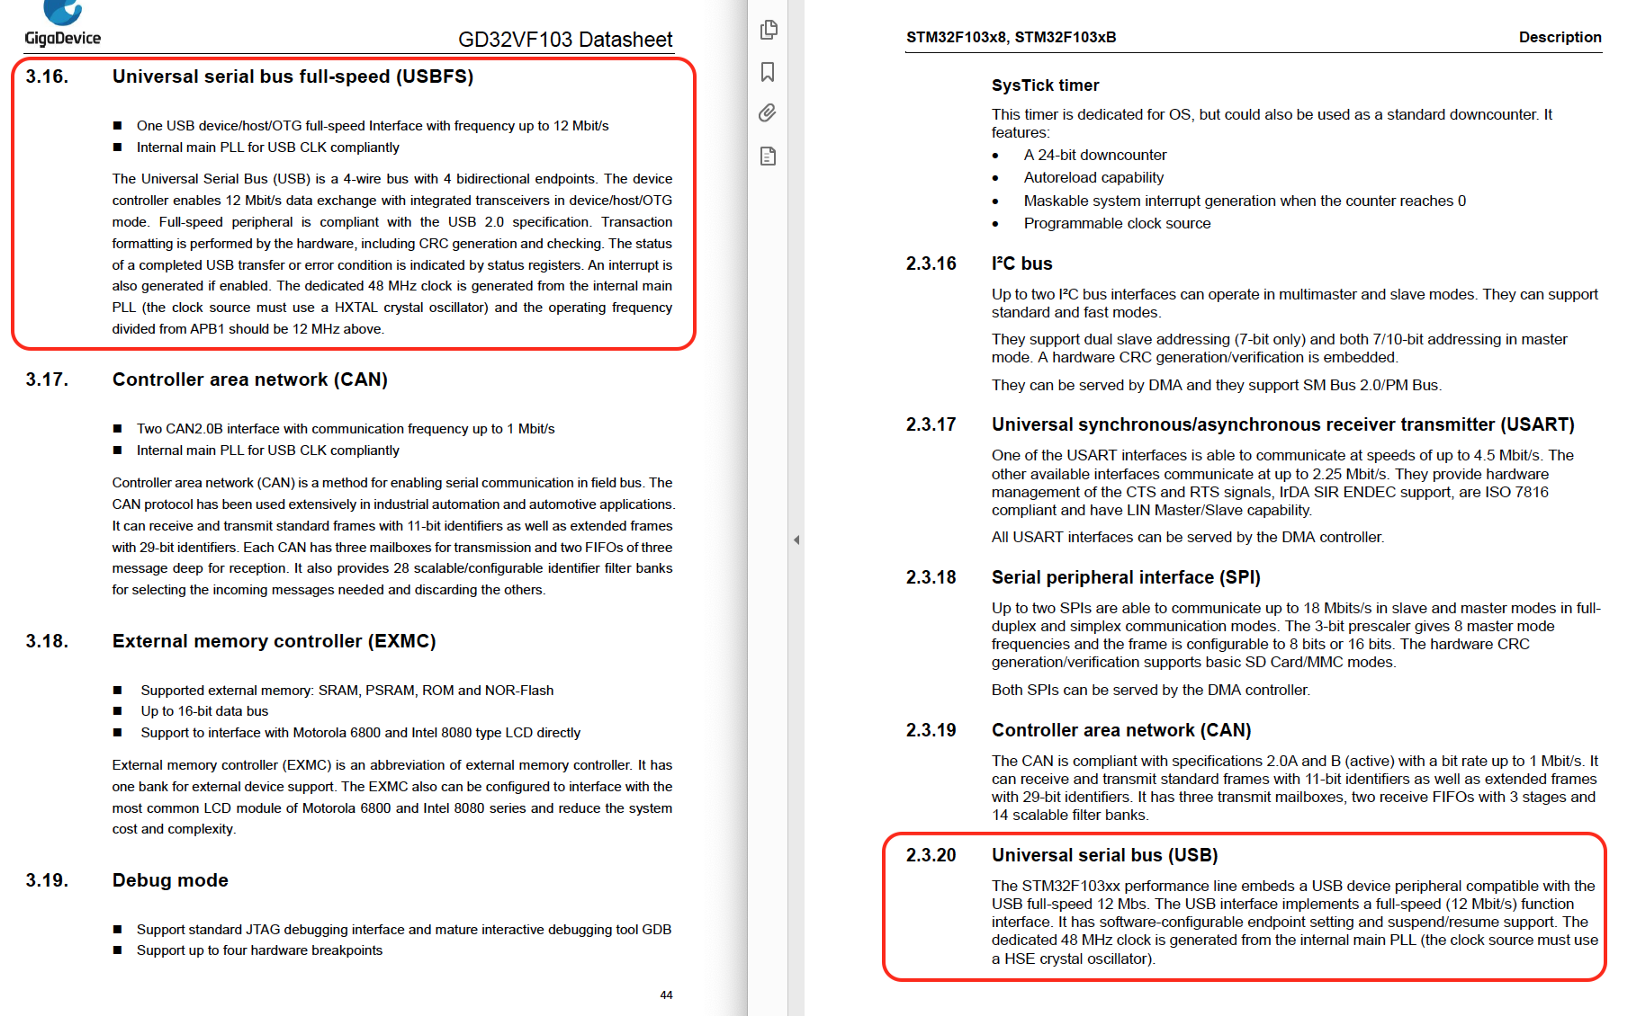 GigaDevice
GD32VF103 Datasheet
3.16. Universal serial bus full-speed (USBFS)
■ One USB device/host/OTG full-speed Interface with frequency up to 12 Mbit/s
■ Internal main PLL for USB CLK compliantly
The Universal Serial Bus (USB) is a 4-wire bus with 4 bidirectional endpoints. The device
controller enables 12 Mbit/s data exchange with integrated transceivers in device/host/OTG
mode. Full-speed peripheral is compliant with the USB 2.0 specification. Transaction
formatting is performed by the hardware, including CRC generation and checking. The status
of a completed USB transfer or error condition is indicated by status registers. An interrupt is
also generated if enabled. The dedicated 48 MHz clock is generated from the internal main
PLL (the clock source must use a HXTAL crystal oscillator) and the operating frequency
divided from APB1 should be 12 MHz above.
3.17. Controller area network (CAN)
■ Two CAN2.0B interface with communication frequency up to 1 Mbit/s
■ Internal main PLL for USB CLK compliantly
Controller area network (CAN) is a method for enabling serial communication in field bus. The
CAN protocol has been used extensively in industrial automation and automotive applications.
It can receive and transmit standard frames with 11-bit identifiers as well as extended frames
with 29-bit identifiers. Each CAN has three mailboxes for transmission and two FIFOs of three
message deep for reception. It also provides 28 scalable/configurable identifier filter banks
for selecting the incoming messages needed and discarding the others.
3.18. External memory controller (EXMC)
■ Supported external memory: SRAM, PSRAM, ROM and NOR-Flash
■ Up to 16-bit data bus
■ Support to interface with Motorola 6800 and Intel 8080 type LCD directly
External memory controller (EXMC) is an abbreviation of external memory controller. It has
one bank for external device support. The EXMC also can be configured to interface with the
most common LCD module of Motorola 6800 and Intel 8080 series and reduce the system
cost and complexity.
3.19. Debug mode
■ Support standard JTAG debugging interface and mature interactive debugging tool GDB
■ Support up to four hardware breakpoints
44
STM32F103x8, STM32F103xB
Description
SysTick timer
This timer is dedicated for OS, but could also be used as a standard downcounter. It
features:
• A 24-bit downcounter
• Autoreload capability
• Maskable system interrupt generation when the counter reaches 0
• Programmable clock source
2.3.16 I²C bus
Up to two I²C bus interfaces can operate in multimaster and slave modes. They can support
standard and fast modes.
They support dual slave addressing (7-bit only) and both 7/10-bit addressing in master
mode. A hardware CRC generation/verification is embedded.
They can be served by DMA and they support SM Bus 2.0/PM Bus.
2.3.17 Universal synchronous/asynchronous receiver transmitter (USART)
One of the USART interfaces is able to communicate at speeds of up to 4.5 Mbit/s. The
other available interfaces communicate at up to 2.25 Mbit/s. They provide hardware
management of the CTS and RTS signals, IrDA SIR ENDEC support, are ISO 7816
compliant and have LIN Master/Slave capability.
All USART interfaces can be served by the DMA controller.
2.3.18 Serial peripheral interface (SPI)
Up to two SPIs are able to communicate up to 18 Mbits/s in slave and master modes in full-
duplex and simplex communication modes. The 3-bit prescaler gives 8 master mode
frequencies and the frame is configurable to 8 bits or 16 bits. The hardware CRC
generation/verification supports basic SD Card/MMC modes.
Both SPIs can be served by the DMA controller.
2.3.19 Controller area network (CAN)
The CAN is compliant with specifications 2.0A and B (active) with a bit rate up to 1 Mbit/s. It
can receive and transmit standard frames with 11-bit identifiers as well as extended frames
with 29-bit identifiers. It has three transmit mailboxes, two receive FIFOs with 3 stages and
14 scalable filter banks.
2.3.20 Universal serial bus (USB)
The STM32F103xx performance line embeds a USB device peripheral compatible with the
USB full-speed 12 Mbs. The USB interface implements a full-speed (12 Mbit/s) function
interface. It has software-configurable endpoint setting and suspend/resume support. The
dedicated 48 MHz clock is generated from the internal main PLL (the clock source must use
a HSE crystal oscillator).